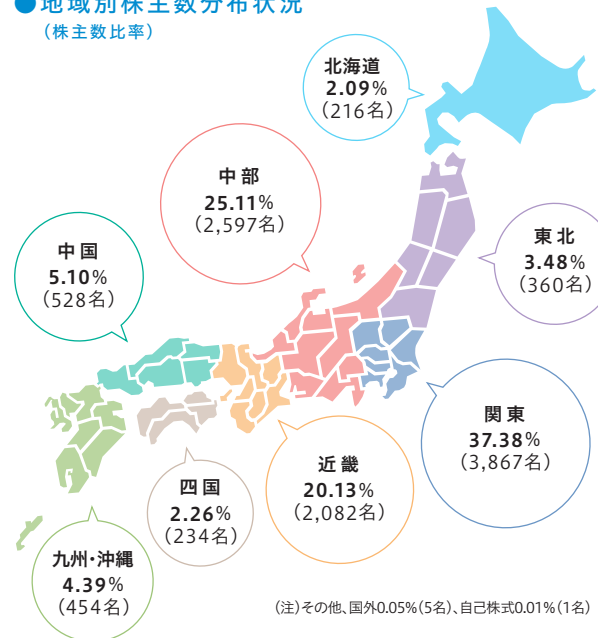 ●地域別株主数分布状況
（株主数比率）
北海道
2.09%
（216名）
中部
25.11%
（2,597名）
中国
5.10%
（528名）
東北
3.48%
（360名）
関東
37.38%
（3,867名）
近畿
20.13%
（2,082名）
四国
2.26%
（234名）
九州・沖縄
4.39%
（454名）
（注）その他、国外0.05%（5名）、自己株式0.01%（1名）